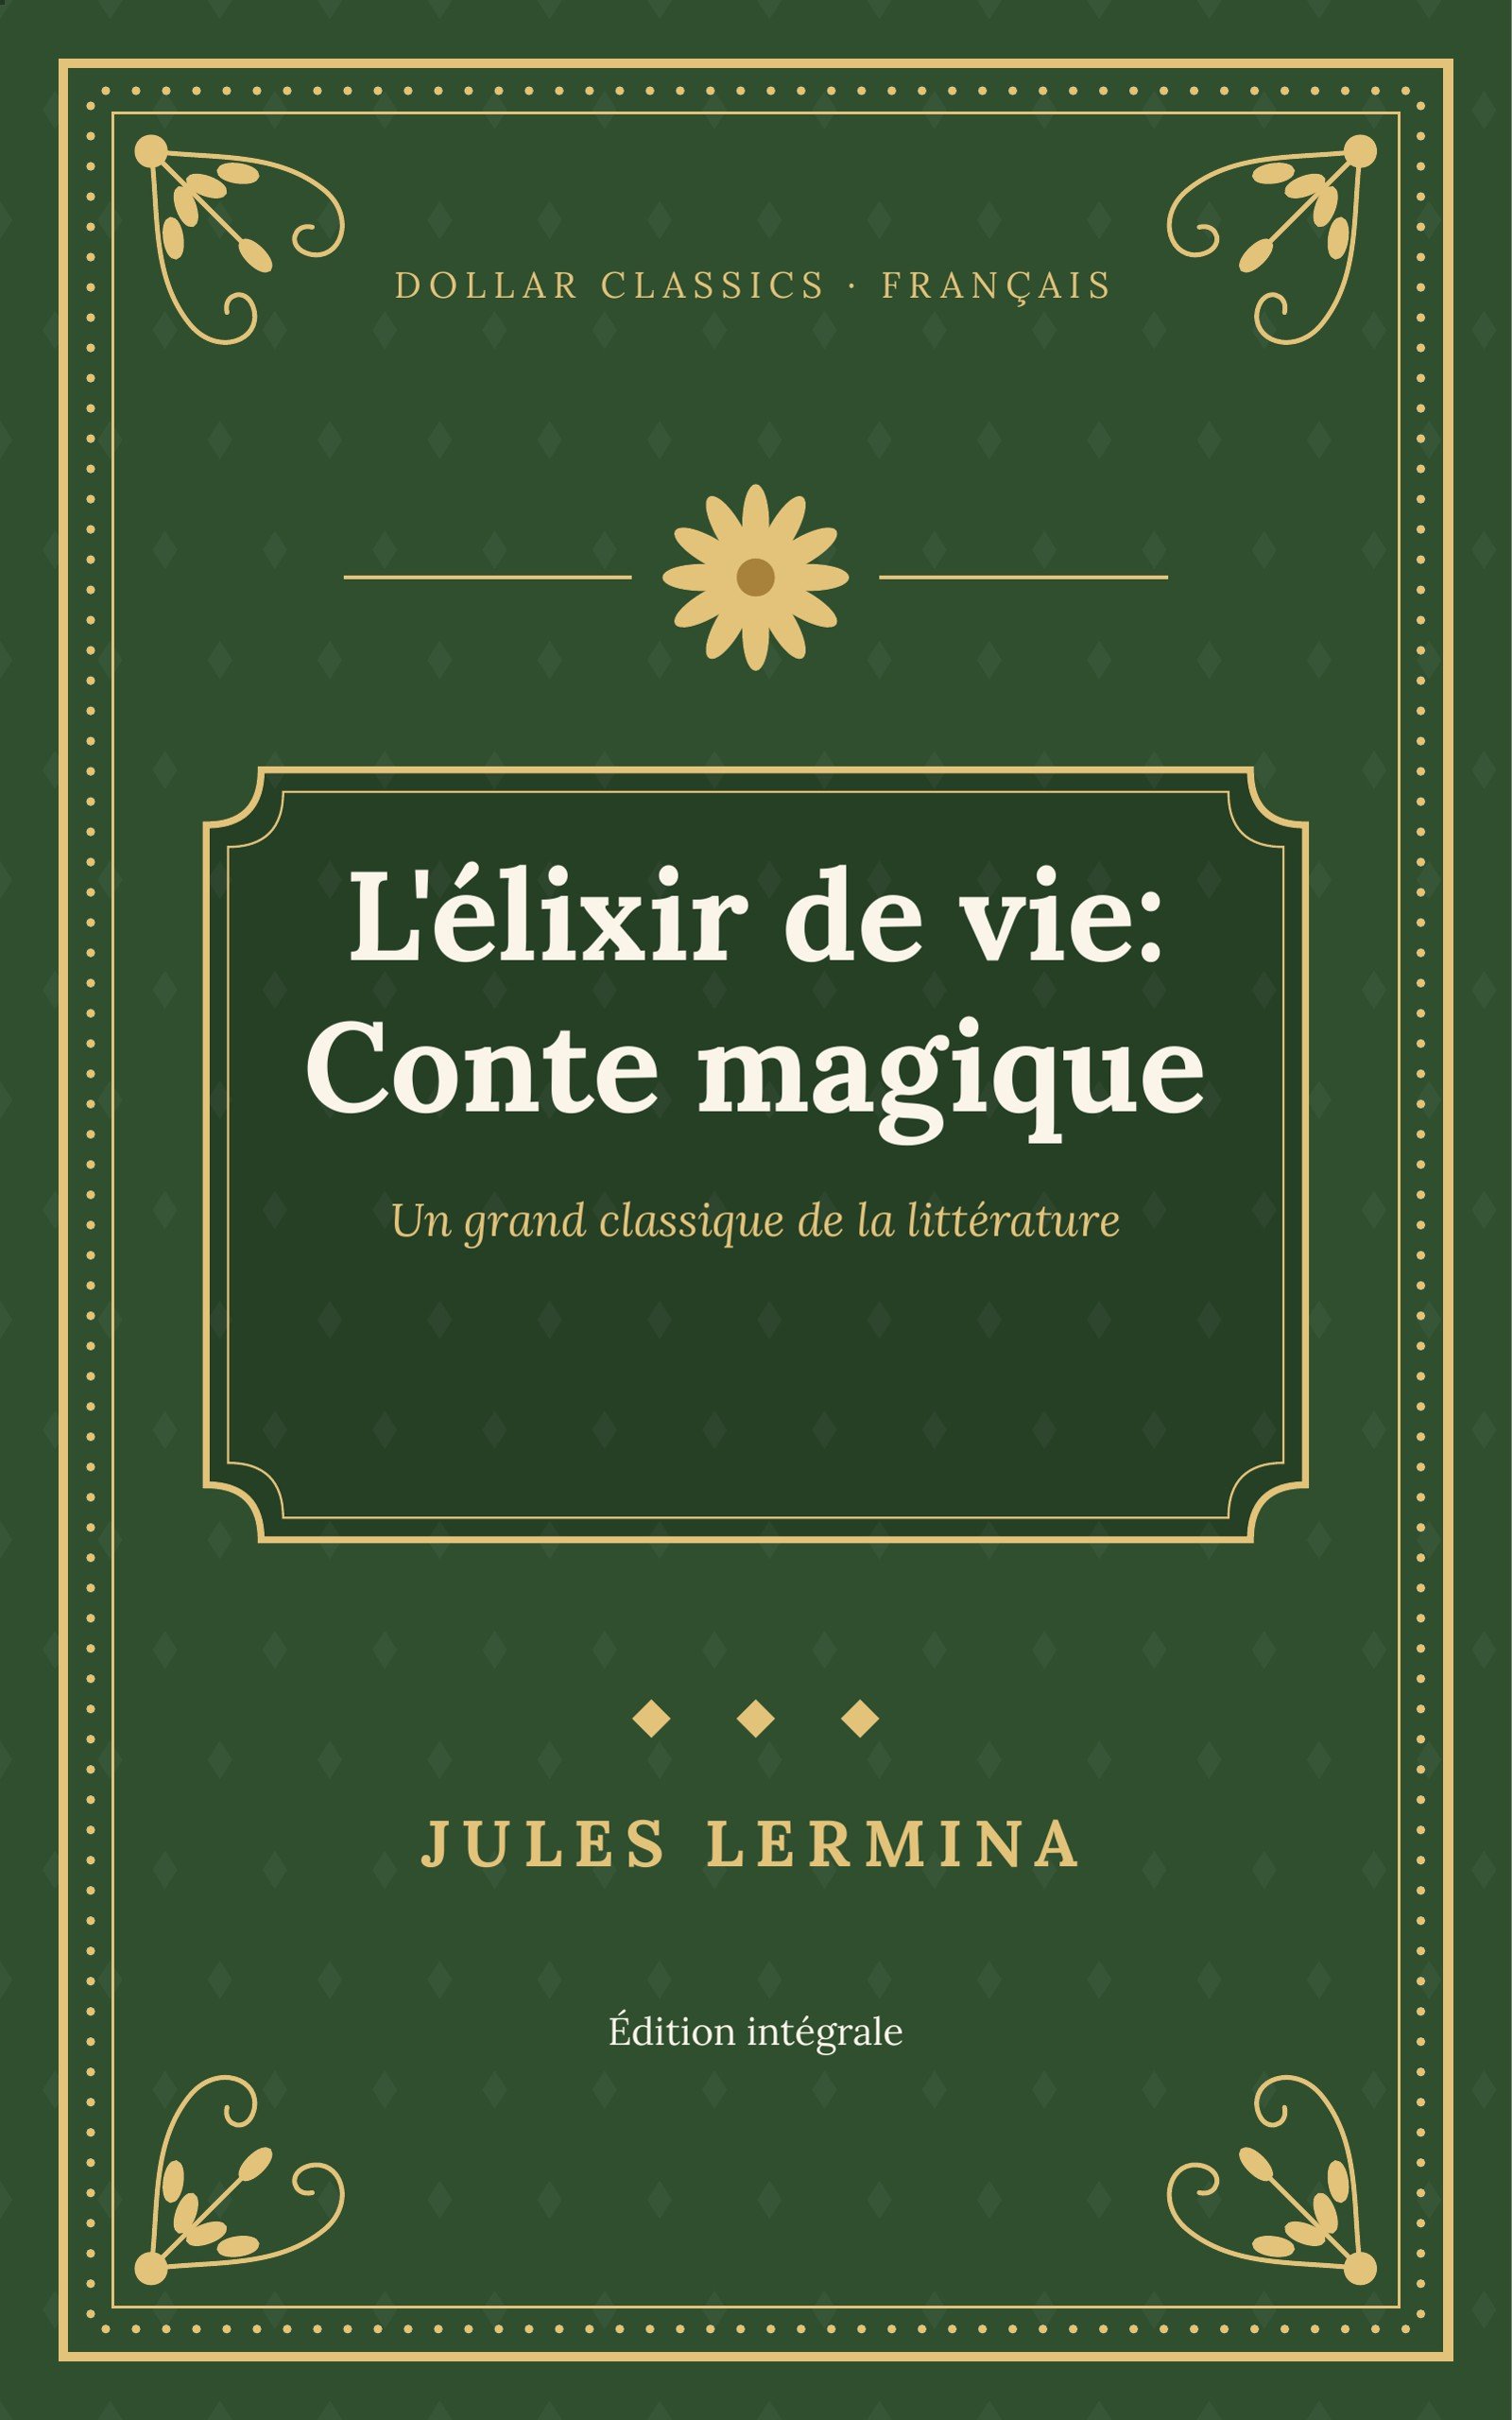 DOLLAR CLASSICS · FRANÇAIS
L'élixir de vie:
Conte magique
Un grand classique de la littérature
JULES LERMINA
Édition intégrale